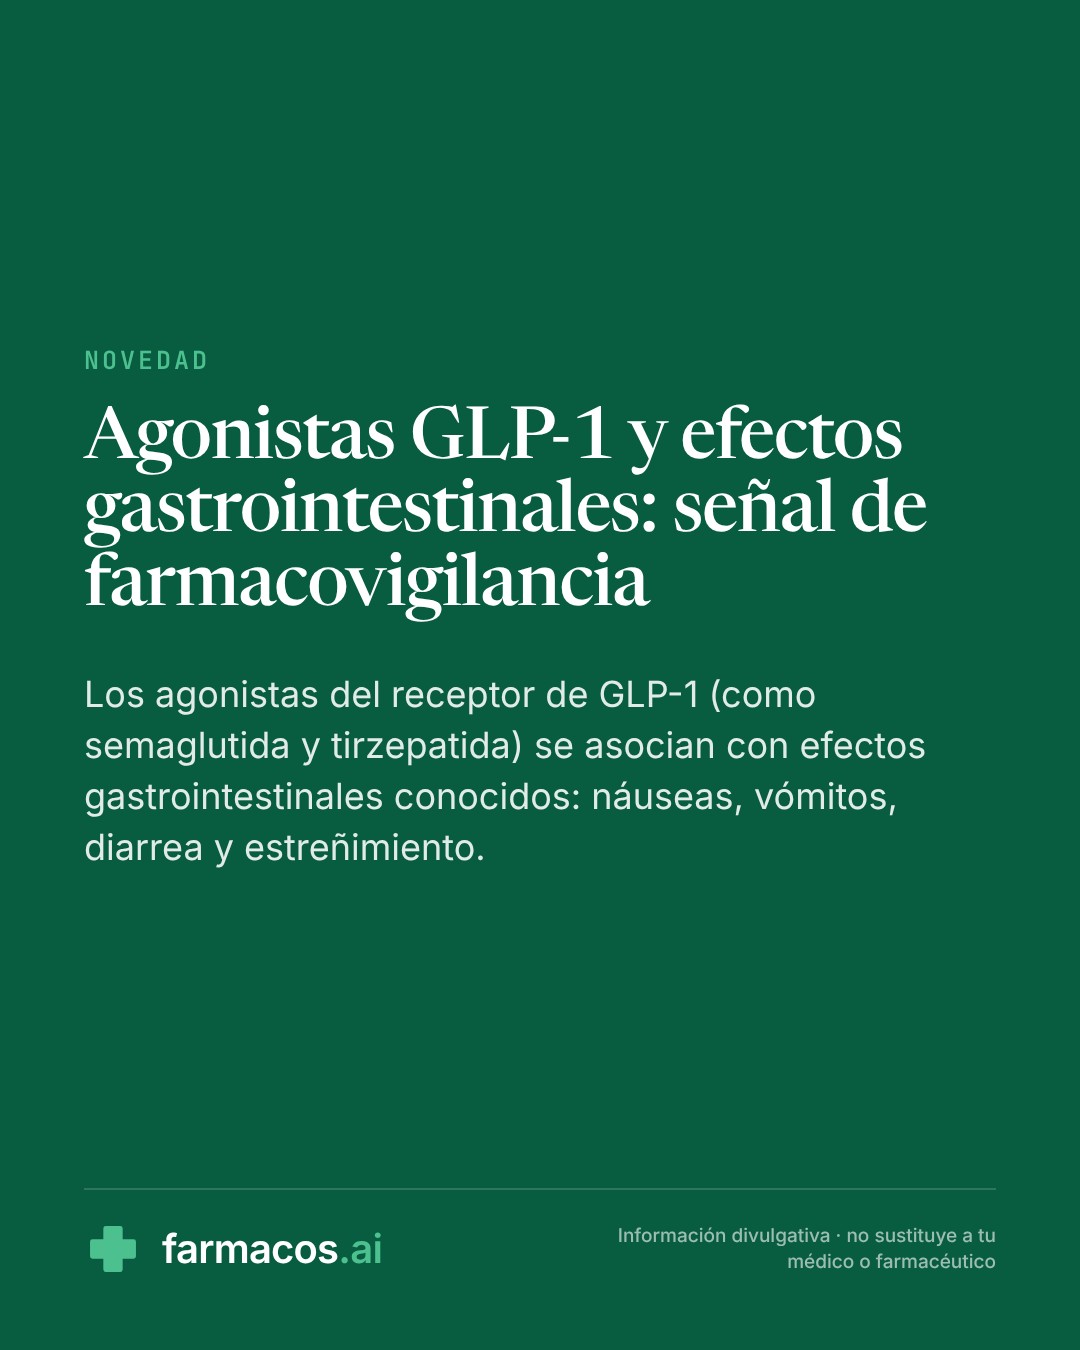 NOVEDAD
Agonistas GLP-1 y efectos
gastrointestinales: señal de
farmacovigilancia
Los agonistas del receptor de GLP-1 (como
semaglutida y tirzepatida) se asocian con efectos
gastrointestinales conocidos: náuseas, vómitos,
diarrea y estreñimiento.
farmacos.ai
Información divulgativa · no sustituye a tu
médico o farmacéutico